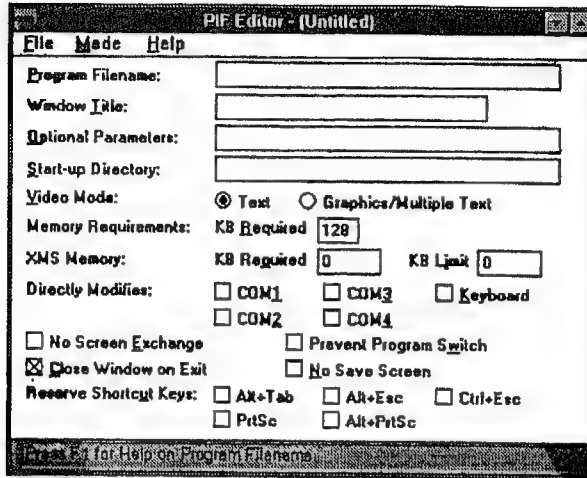 PIF Editor - (Untitled)
File Mode Help
Program Filename:
Window Title:
Optional Parameters:
Start-up Directory:
Video Mode: Text Graphics/Multiple Text
Memory Requirements: KB Required 128
XMS Memory: KB Required 0 KB Limit 0
Directly Modifies: COM1 COM3 Keyboard
COM2 COM4
No Screen Exchange Prevent Program Switch
Close Window on Exit No Save Screen
Reserve Shortcut Keys: Alt+Tab Alt+Esc Ctrl+Esc
PrtSc Alt+PrtSc
Press F1 for Help on Program Filename